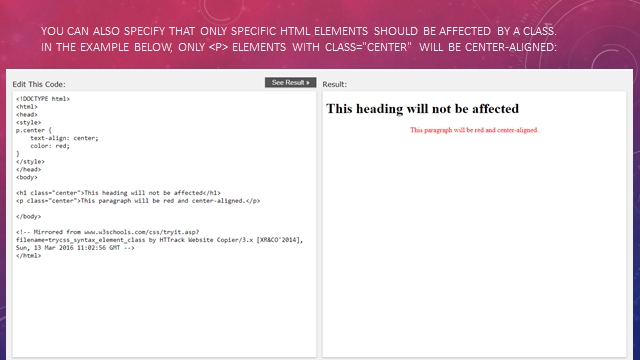 YOU CAN ALSO SPECIFY THAT ONLY SPECIFIC HTML ELEMENTS SHOULD BE AFFECTED BY A CLASS.
IN THE EXAMPLE BELOW, ONLY <P> ELEMENTS WITH CLASS="CENTER" WILL BE CENTER-ALIGNED:
Edit This Code:
See Result »
<!DOCTYPE html>
<html>
<head>
<style>
p.center {
    text-align: center;
    color: red;
}
</style>
</head>
<body>
<h1 class="center">This heading will not be affected</h1>
<p class="center">This paragraph will be red and center-aligned.</p>
</body>
<!-- Mirrored from www.w3schools.com/css/tryit.asp?
filename=trycss_syntax_element_class by HTTrack Website Copier/3.x [XR&CO'2014],
Sun, 13 Mar 2016 11:02:56 GMT -->
</html>
Result:
This heading will not be affected
This paragraph will be red and center-aligned.